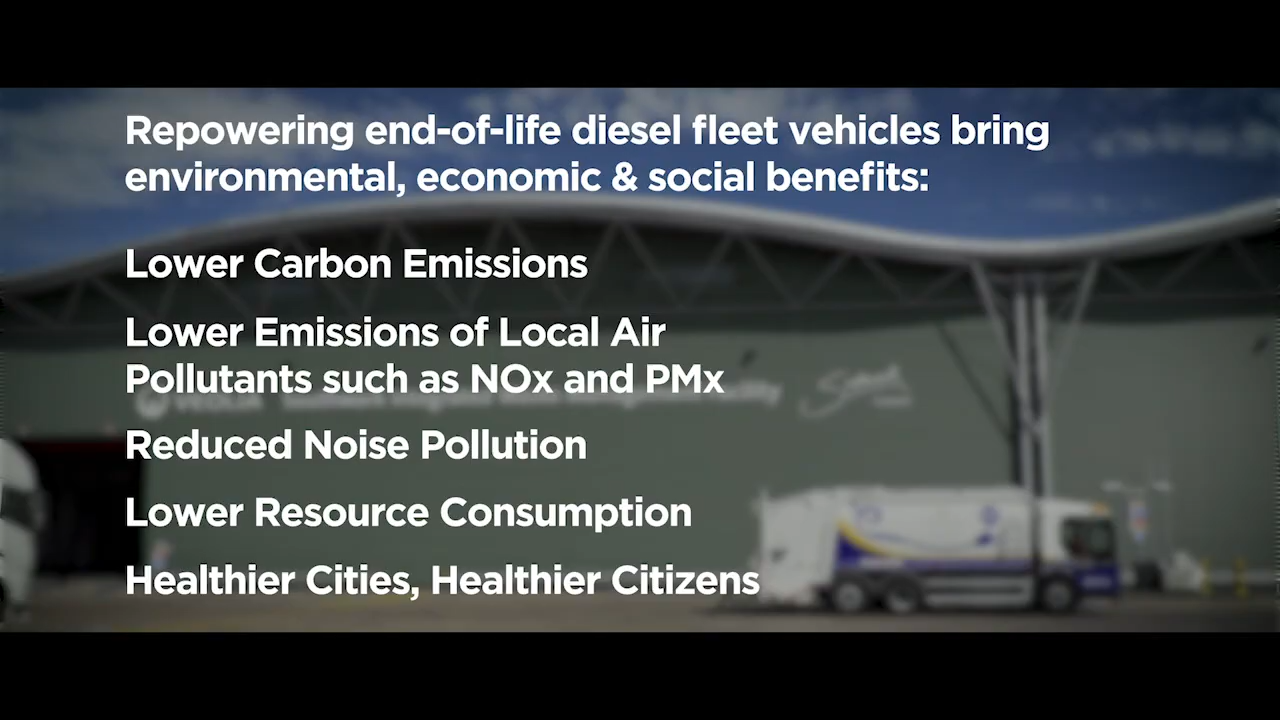 Repowering end-of-life diesel fleet vehicles bring
environmental, economic & social benefits:
Lower Carbon Emissions
Lower Emissions of Local Air
Pollutants such as NOx and PMx
Reduced Noise Pollution
Lower Resource Consumption
Healthier Cities, Healthier Citizens